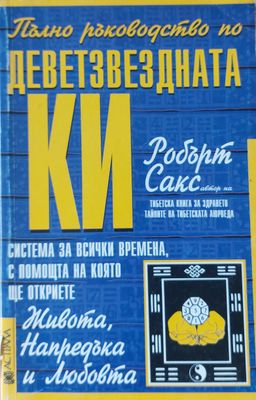 Пълно ръководство по
ДЕВЕТЗВЕЗДНАТА
КИ
Робърт
Сакс автор на
ТИБЕТСКА КНИГА ЗА ЗДРАВЕТО
ТАЙНИТЕ НА ТИБЕТСКАТА АЮРВЕДА
СИСТЕМА ЗА ВСИЧКИ ВРЕМЕНА,
С ПОМОЩТА НА КОЯТО
ЩЕ ОТКРИЕТЕ
Живота,
Напредъка
и Любовта
АСТРАЛА